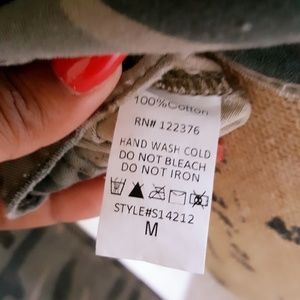 100%Cotton
RN# 122376
HAND WASH COLD
DO NOT BLEACH
DO NOT IRON
STYLE#S14212
M